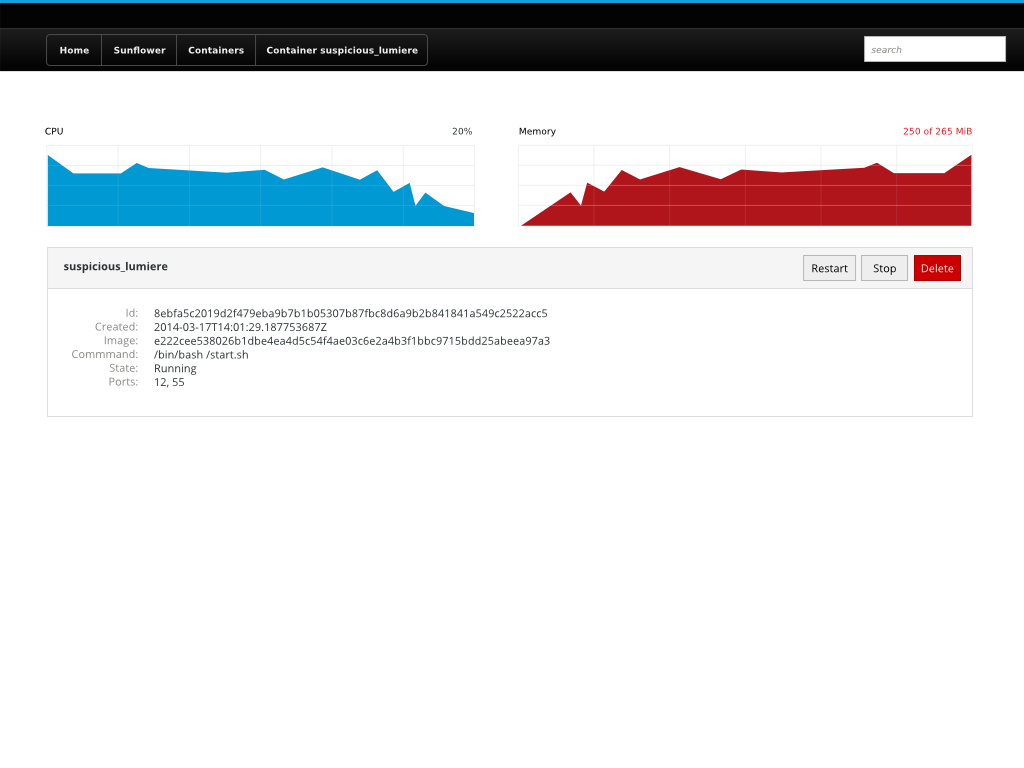 Home Sunflower Containers Container suspicious_lumiere search
CPU 20% Memory 250 of 265 MiB
suspicious_lumiere Restart Stop Delete
Id: 8ebfa5c2019d2f479eba9b7b1b05307b87fbc8d6a9b2b841841a549c2522acc5
Created: 2014-03-17T14:01:29.187753687Z
Image: e222cee538026b1dbe4ea4d5c54f4ae03c6e2a4b3f1bbc9715bdd25abeea97a3
Commmand: /bin/bash /start.sh
State: Running
Ports: 12, 55